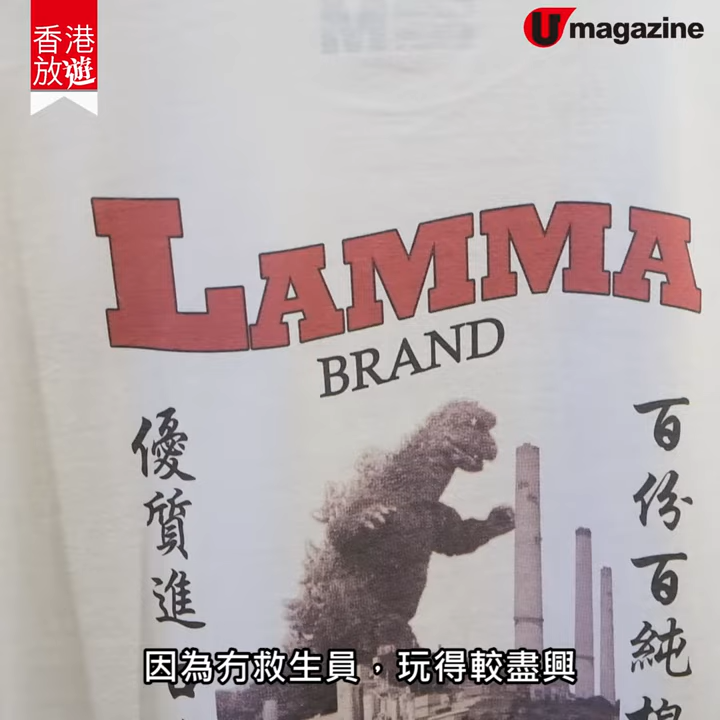 香港
放遊
U magazine
LAMMA
BRAND
優質進
百份百純棉
因為冇救生員，玩得較盡興